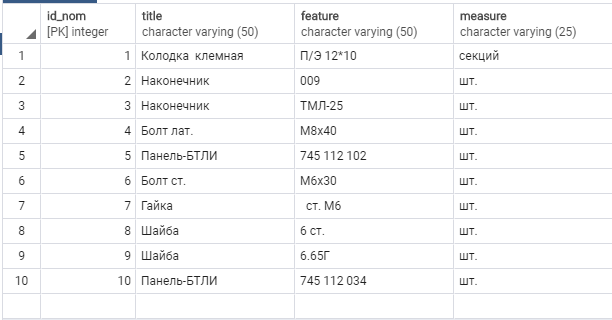 id_nom title feature measure
[PK] integer character varying (50) character varying (50) character varying (25)
1 1 Колодка клемная П/Э 12*10 секций
2 2 Наконечник 009 шт.
3 3 Наконечник ТМЛ-25 шт.
4 4 Болт лат. М8х40 шт.
5 5 Панель-БТЛИ 745 112 102 шт.
6 6 Болт ст. М6х30 шт.
7 7 Гайка ст. М6 шт.
8 8 Шайба 6 ст. шт.
9 9 Шайба 6.65Г шт.
10 10 Панель-БТЛИ 745 112 034 шт.